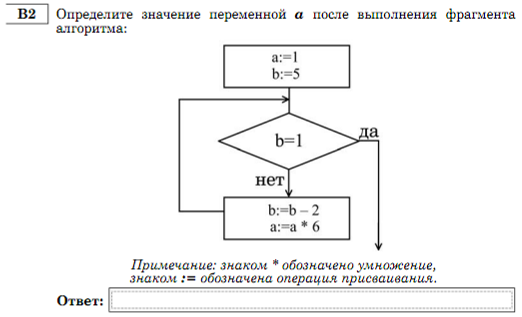 B2 Определите значение переменной a после выполнения фрагмента
алгоритма:
a:=1
b:=5
b=1
да
нет
b:=b – 2
a:=a * 6
Примечание: знаком * обозначено умножение,
знаком := обозначена операция присваивания.
Ответ: